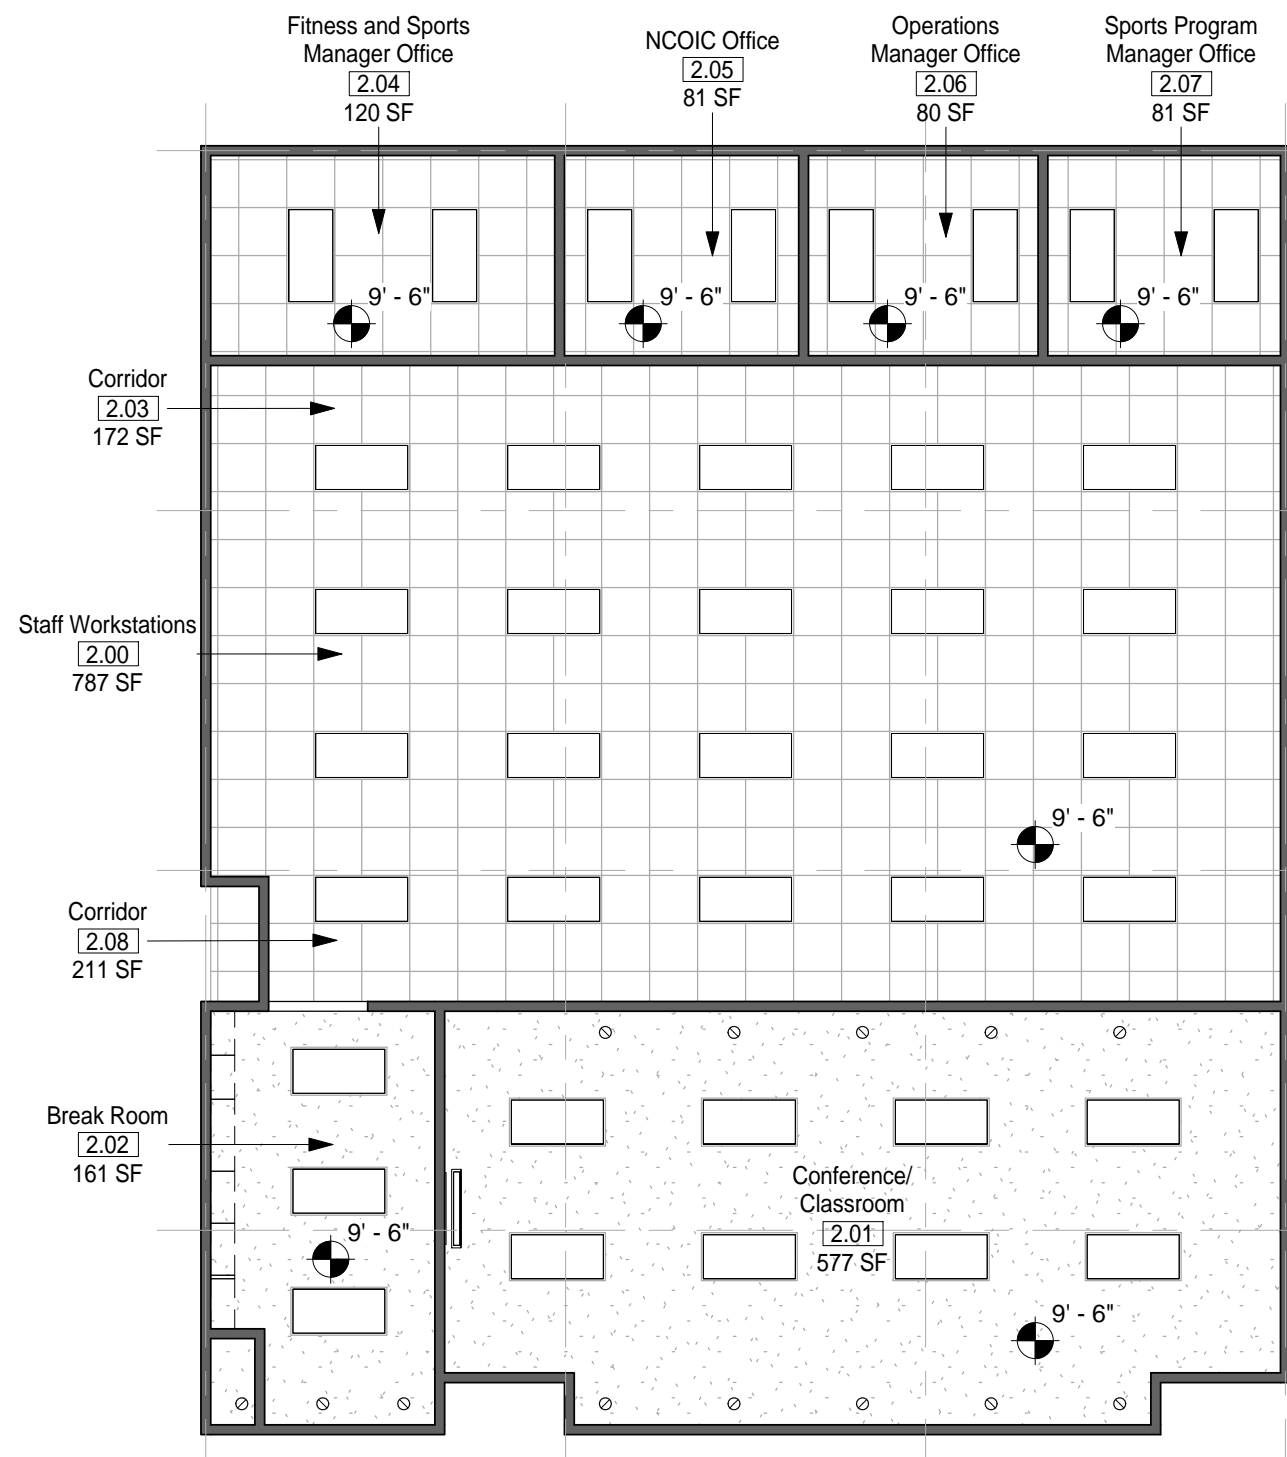 Fitness and Sports
Manager Office
2.04
120 SF
NCOIC Office
2.05
81 SF
Operations
Manager Office
2.06
80 SF
Sports Program
Manager Office
2.07
81 SF
9' - 6"
9' - 6"
9' - 6"
9' - 6"
Corridor
2.03
172 SF
Staff Workstations
2.00
787 SF
9' - 6"
Corridor
2.08
211 SF
Break Room
2.02
161 SF
9' - 6"
Conference/
Classroom
2.01
577 SF
9' - 6"